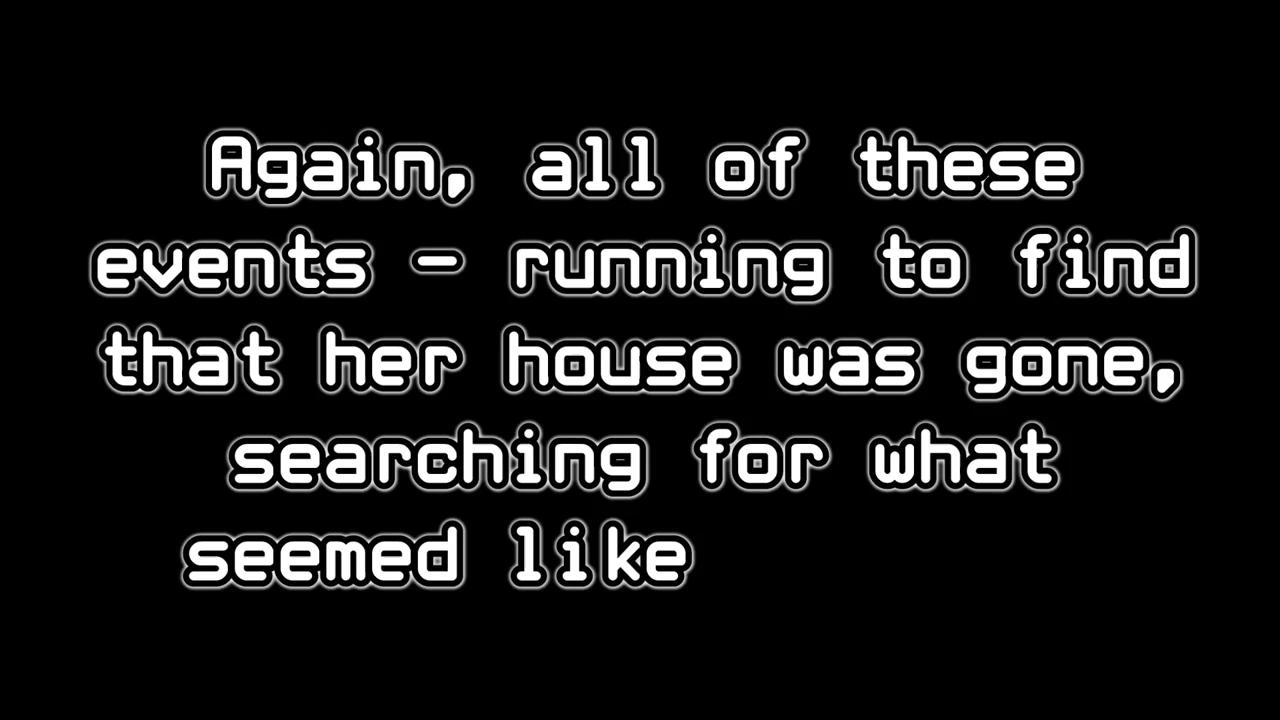 Again, all of these
events - running to find
that her house was gone,
searching for what
seemed like